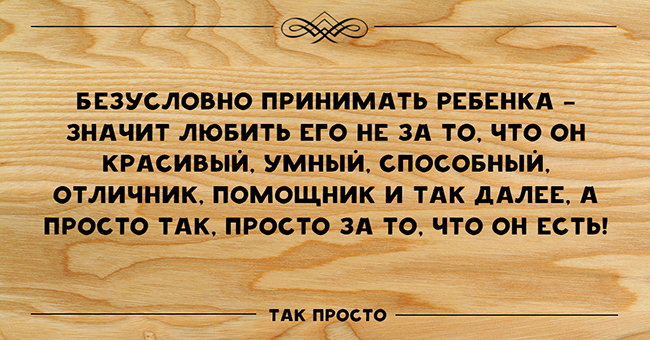 БЕЗУСЛОВНО ПРИНИМАТЬ РЕБЕНКА –
ЗНАЧИТ ЛЮБИТЬ ЕГО НЕ ЗА ТО, ЧТО ОН
КРАСИВЫЙ, УМНЫЙ, СПОСОБНЫЙ,
ОТЛИЧНИК, ПОМОЩНИК И ТАК ДАЛЕЕ, А
ПРОСТО ТАК, ПРОСТО ЗА ТО, ЧТО ОН ЕСТЬ!
ТАК ПРОСТО